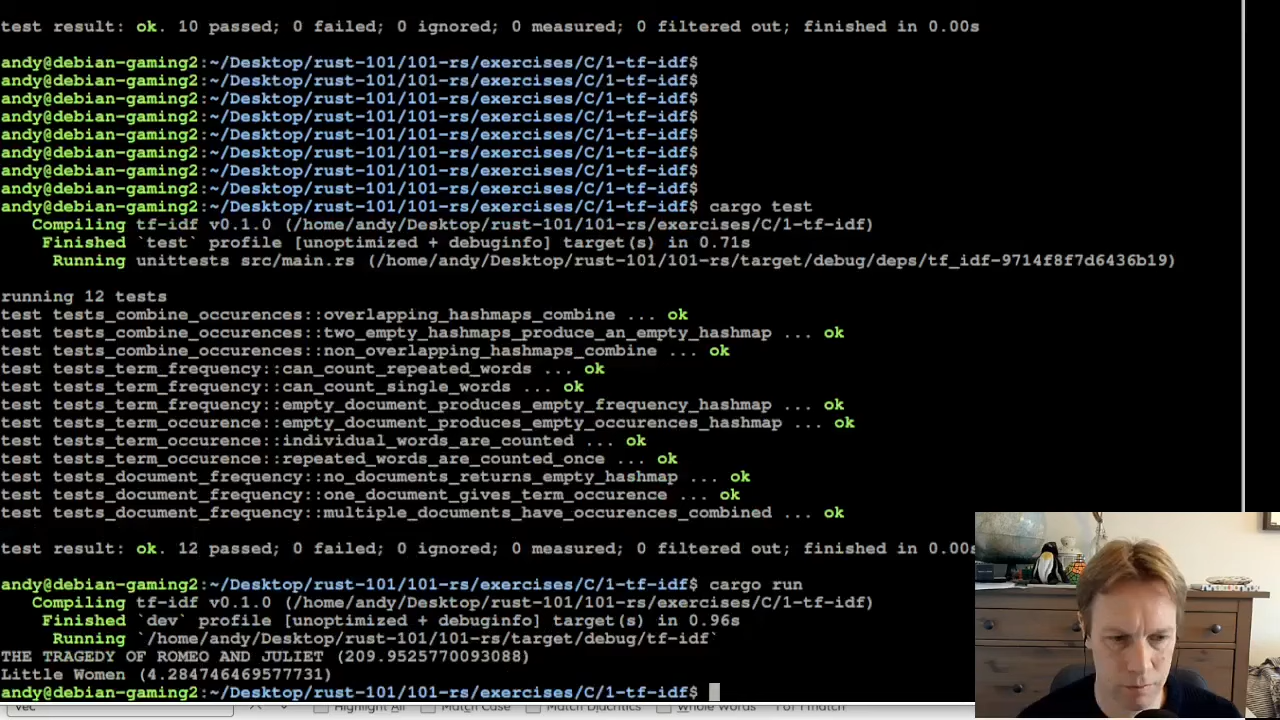 test result: ok. 10 passed; 0 failed; 0 ignored; 0 measured; 0 filtered out; finished in 0.00s
andy@debian-gaming2:~/Desktop/rust-101/101-rs/exercises/C/1-tf-idf$
andy@debian-gaming2:~/Desktop/rust-101/101-rs/exercises/C/1-tf-idf$
andy@debian-gaming2:~/Desktop/rust-101/101-rs/exercises/C/1-tf-idf$
andy@debian-gaming2:~/Desktop/rust-101/101-rs/exercises/C/1-tf-idf$
andy@debian-gaming2:~/Desktop/rust-101/101-rs/exercises/C/1-tf-idf$
andy@debian-gaming2:~/Desktop/rust-101/101-rs/exercises/C/1-tf-idf$
andy@debian-gaming2:~/Desktop/rust-101/101-rs/exercises/C/1-tf-idf$
andy@debian-gaming2:~/Desktop/rust-101/101-rs/exercises/C/1-tf-idf$
andy@debian-gaming2:~/Desktop/rust-101/101-rs/exercises/C/1-tf-idf$ cargo test
Compiling tf-idf v0.1.0 (/home/andy/Desktop/rust-101/101-rs/exercises/C/1-tf-idf)
Finished `test` profile [unoptimized + debuginfo] target(s) in 0.71s
Running unittests src/main.rs (/home/andy/Desktop/rust-101/101-rs/target/debug/deps/tf_idf-9714f8f7d6436b19)
running 12 tests
test tests_combine_occurences::overlapping_hashmaps_combine ... ok
test tests_combine_occurences::two_empty_hashmaps_produce_an_empty_hashmap ... ok
test tests_combine_occurences::non_overlapping_hashmaps_combine ... ok
test tests_term_frequency::can_count_repeated_words ... ok
test tests_term_frequency::can_count_single_words ... ok
test tests_term_frequency::empty_document_produces_empty_frequency_hashmap ... ok
test tests_term_occurence::empty_document_produces_empty_occurences_hashmap ... ok
test tests_term_occurence::individual_words_are_counted ... ok
test tests_term_occurence::repeated_words_are_counted_once ... ok
test tests_document_frequency::no_documents_returns_empty_hashmap ... ok
test tests_document_frequency::one_document_gives_term_occurence ... ok
test tests_document_frequency::multiple_documents_have_occurences_combined ... ok
test result: ok. 12 passed; 0 failed; 0 ignored; 0 measured; 0 filtered out; finished in 0.00s
andy@debian-gaming2:~/Desktop/rust-101/101-rs/exercises/C/1-tf-idf$ cargo run
Compiling tf-idf v0.1.0 (/home/andy/Desktop/rust-101/101-rs/exercises/C/1-tf-idf)
Finished `dev` profile [unoptimized + debuginfo] target(s) in 0.96s
Running `/home/andy/Desktop/rust-101/101-rs/target/debug/tf-idf`
THE TRAGEDY OF ROMEO AND JULIET (209.9525770093088)
Little Women (4.284746469577731)
andy@debian-gaming2:~/Desktop/rust-101/101-rs/exercises/C/1-tf-idf$
vec Highlight All Match Case Match Diacritics Whole Words 1 of 1 match